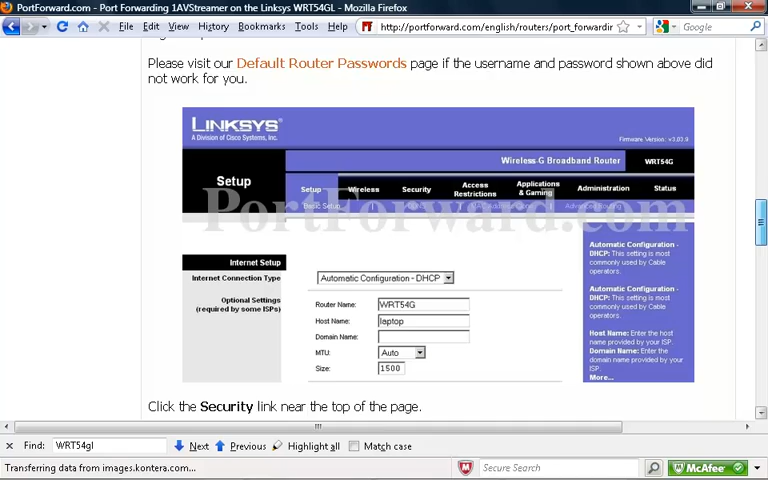 PortForward.com - Port Forwarding 1AVStreamer on the Linksys WRT54GL - Mozilla Firefox
File Edit View History Bookmarks Tools Help http://portforward.com/english/routers/port_forwardir Google
Please visit our Default Router Passwords page if the username and password shown above did
not work for you.
LINKSYS
A Division of Cisco Systems, Inc.
Firmware Version: v3.03.9
Wireless-G Broadband Router WRT54G
Setup
Setup Wireless Security Access Restrictions Applications & Gaming Administration Status
Basic Setup | DDNS | MAC Address Clone | Advanced Routing
PortForward.com
Internet Setup
Internet Connection Type Automatic Configuration - DHCP
Optional Settings
(required by some ISPs)
Router Name: WRT54G
Host Name: laptop
Domain Name:
MTU: Auto
Size: 1500
Automatic Configuration -
DHCP: This setting is most
commonly used by Cable
operators.
Automatic Configuration -
DHCP: This setting is most
commonly used by Cable
operators.
Host Name: Enter the
host name provided by your
ISP.
Domain Name: Enter the
domain name provided by your
ISP.
More...
Click the Security link near the top of the page.
Find: WRT54gl Next Previous Highlight all Match case
Transferring data from images.kontera.com... Secure Search McAfee